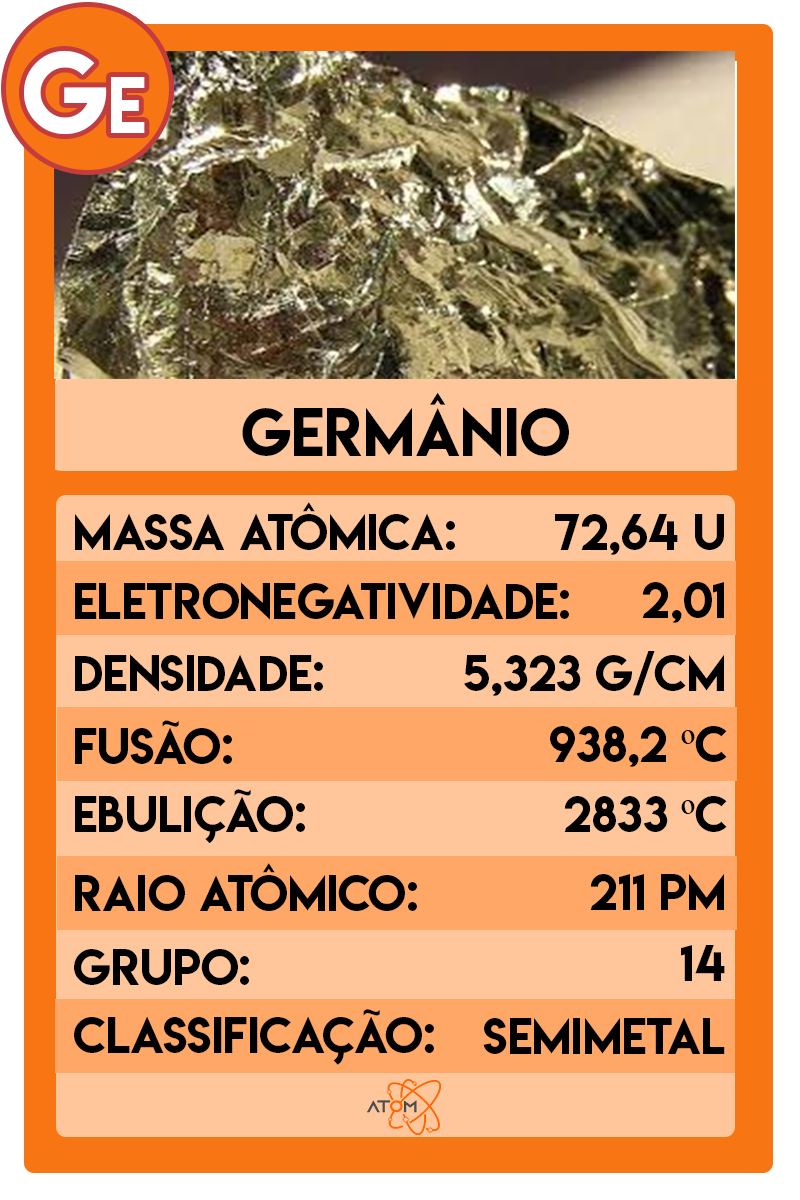 GE
GERMÂNIO
MASSA ATÔMICA: 72,64 U
ELETRONEGATIVIDADE: 2,01
DENSIDADE: 5,323 G/CM
FUSÃO: 938,2 ºC
EBULIÇÃO: 2833 ºC
RAIO ATÔMICO: 211 PM
GRUPO: 14
CLASSIFICAÇÃO: SEMIMETAL
ATOM